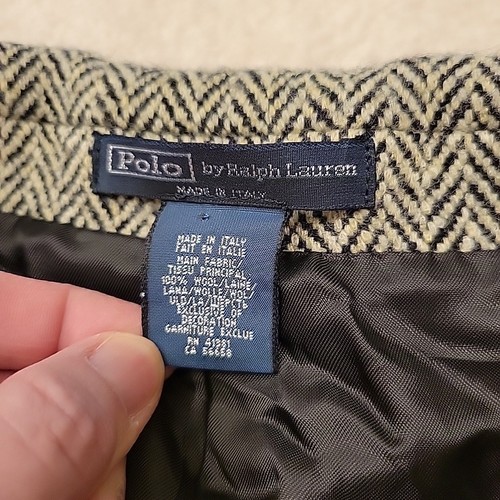 Polo by Ralph Lauren
MADE IN ITALY
MADE IN ITALY
FAIT EN ITALIE
MAIN FABRIC/
TISSU PRINCIPAL
100% WOOL/LAINE/
LANA/WOLLE/WOL/
ULD/LA/ШЕРСТЬ
EXCLUSIVE OF
DECORATION
GARNITURE EXCLUE
RN 41381
CA 56658